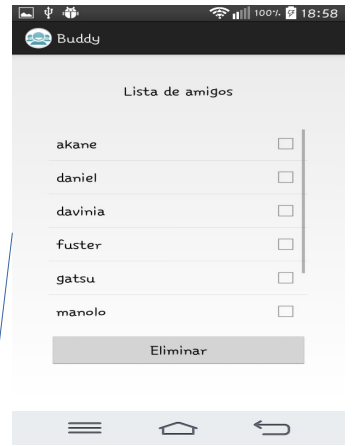 100% 18:58
Buddy
Lista de amigos
akane
daniel
davinia
fuster
gatsu
manolo
Eliminar